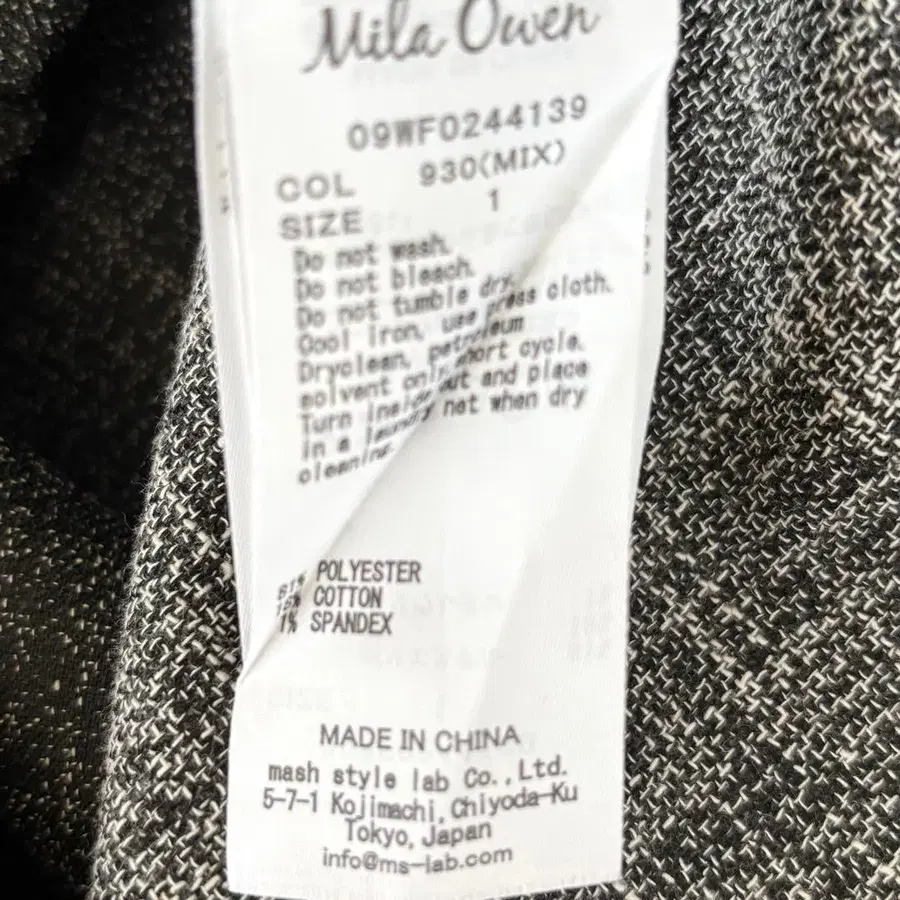 Mila Owen
09WF0244139
COL 930(MIX)
SIZE 1
Do not wash.
Do not bleach.
Do not tumble dry.
Cool iron, use press cloth.
Dryclean, petroleum
solvent only short cycle.
Turn inside out and place
in a laundry net when dry
cleaning.
POLYESTER
COTTON
1% SPANDEX
MADE IN CHINA
mash style lab Co.,Ltd.
5-7-1 Kojimachi,Chiyoda-Ku
Tokyo,Japan
info@ms-lab.com